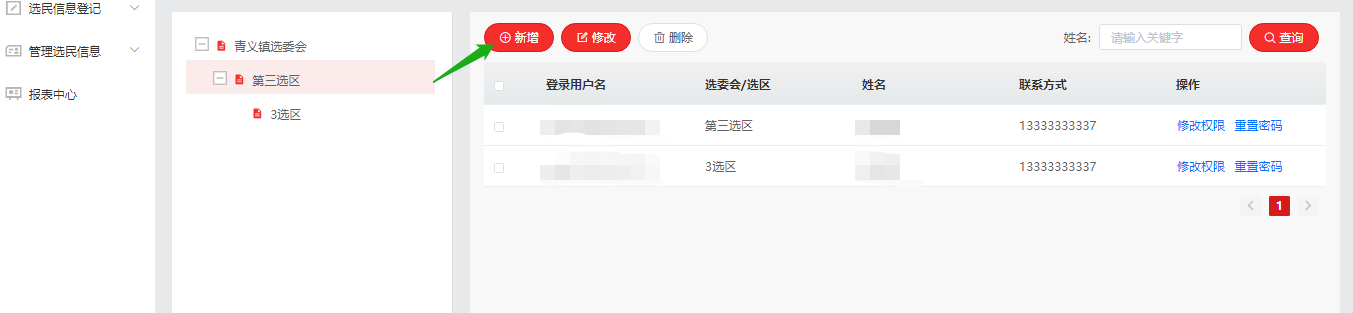 选民信息登记
管理选民信息
报表中心
青义镇选委会
第三选区
3选区
新增 修改 删除 姓名: 请输入关键字 查询
登录用户名 选委会/选区 姓名 联系方式 操作
第三选区 13333333337 修改权限 重置密码
3选区 13333333337 修改权限 重置密码
1